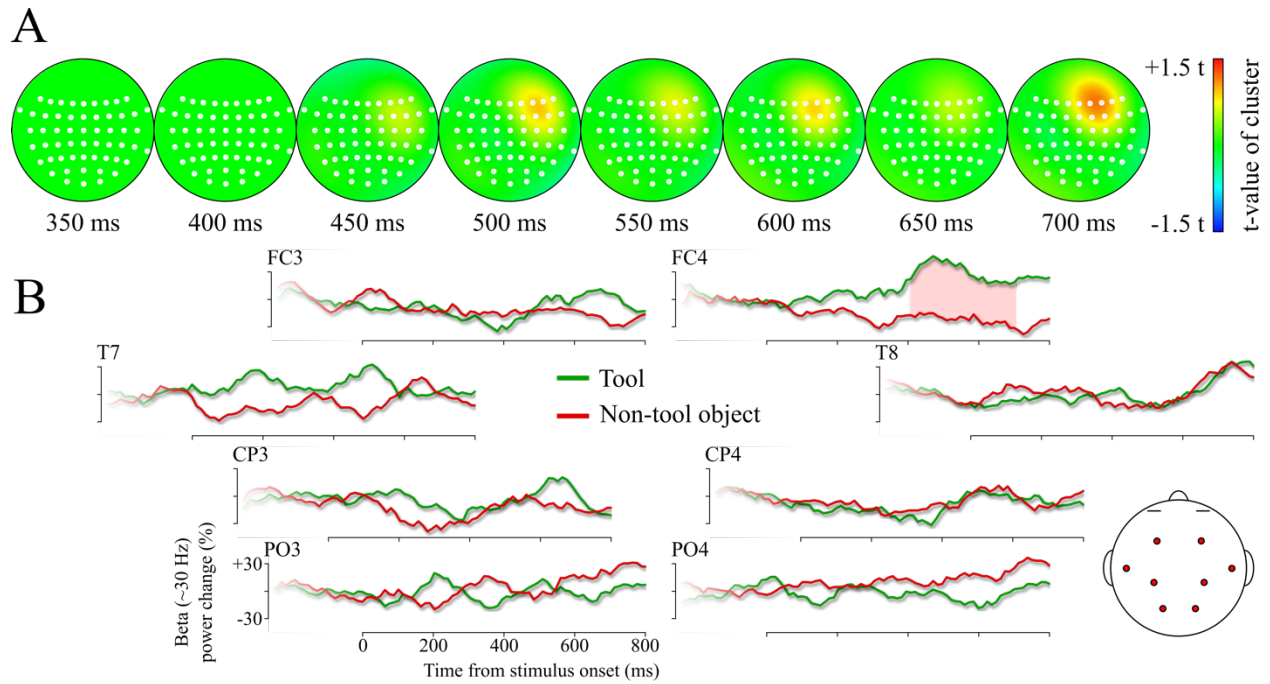 A
350 ms 400 ms 450 ms 500 ms 550 ms 600 ms 650 ms 700 ms
+1.5 t
-1.5 t
t-value of cluster
B
FC3 FC4
T7 T8
Tool
Non-tool object
CP3 CP4
PO3 PO4
Beta (~30 Hz)
power change (%)
+30
-30
0 200 400 600 800
Time from stimulus onset (ms)